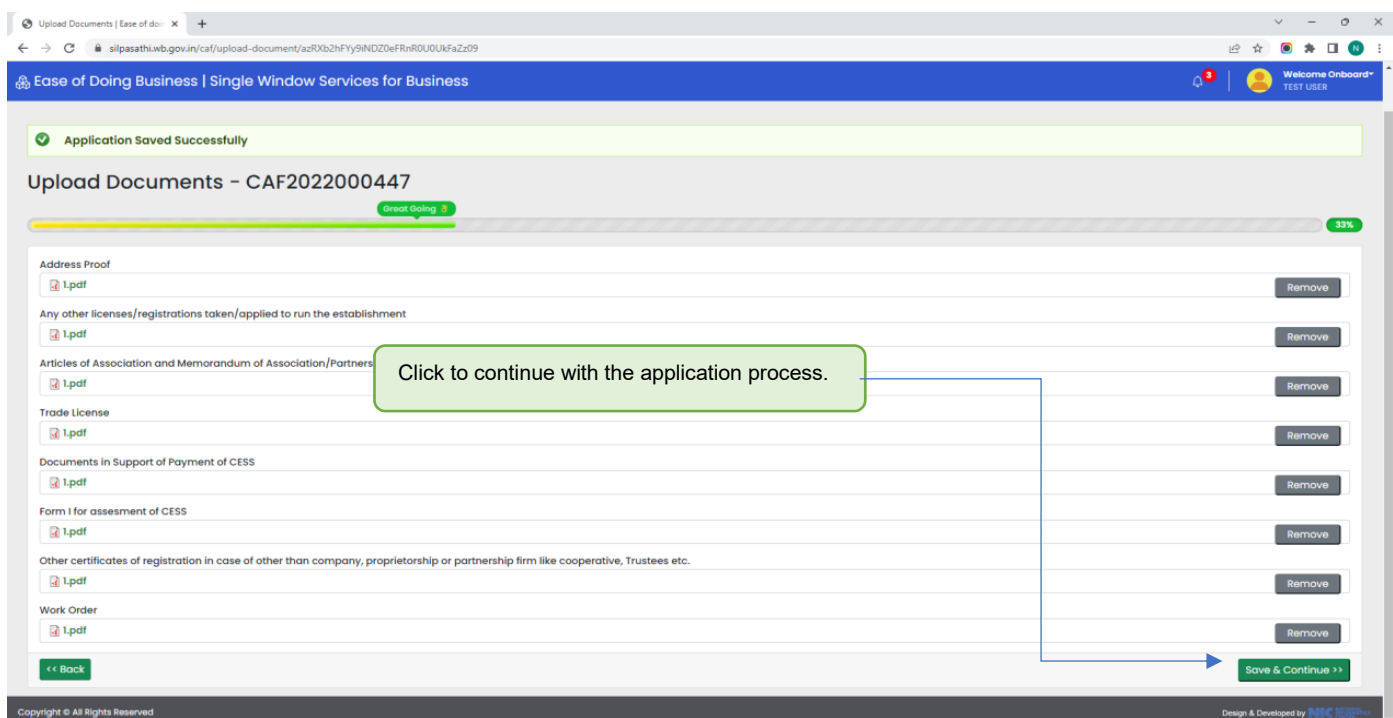 Upload Documents | Ease of doi
silpasathi.wb.gov.in/caf/upload-document/azRXb2hFYy9iNDZ0eFRnR0U0UkFaZz09
N
Ease of Doing Business | Single Window Services for Business
3
Welcome Onboard
TEST USER
Application Saved Successfully
Upload Documents - CAF2022000447
Great Going
33%
Address Proof
1.pdf
Remove
Any other licenses/registrations taken/applied to run the establishment
1.pdf
Remove
Articles of Association and Memorandum of Association/Partners
1.pdf
Remove
Click to continue with the application process.
Trade License
1.pdf
Remove
Documents in Support of Payment of CESS
1.pdf
Remove
Form I for assesment of CESS
1.pdf
Remove
Other certificates of registration in case of other than company, proprietorship or partnership firm like cooperative, Trustees etc.
1.pdf
Remove
Work Order
1.pdf
Remove
<< Back
Save & Continue >>
Copyright © All Rights Reserved
Design & Developed by NIC